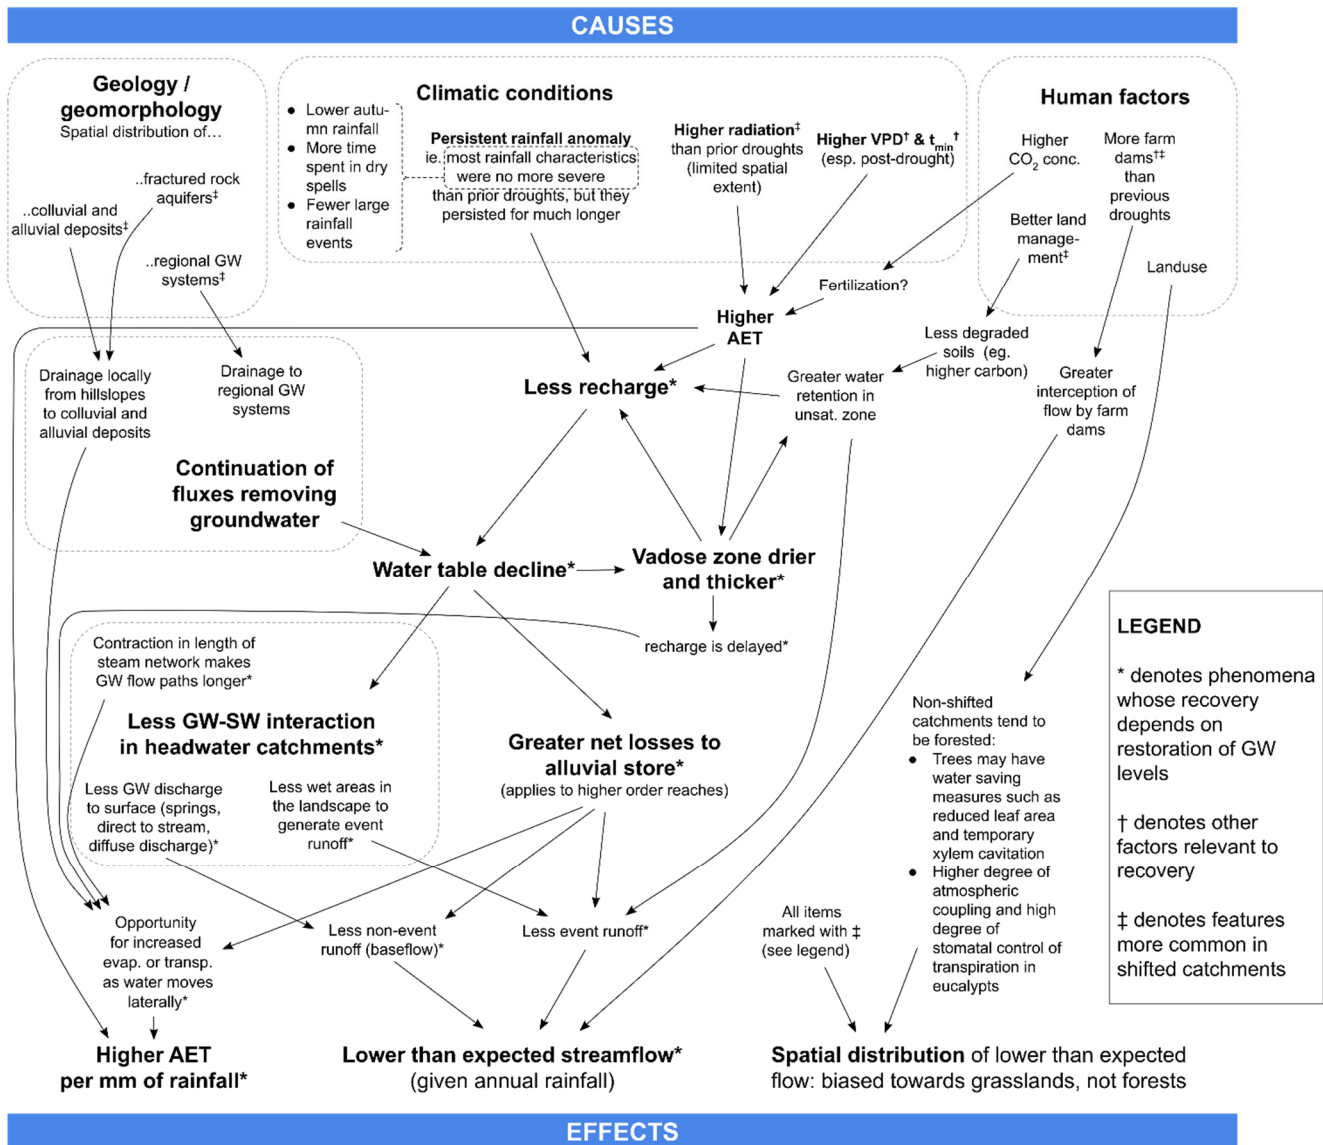 CAUSES
Geology /
geomorphology
Spatial distribution of…
..fractured rock
aquifers‡
..colluvial and
alluvial deposits‡
..regional GW
systems‡
Climatic conditions
● Lower autu-
mn rainfall
● More time
spent in dry
spells
● Fewer large
rainfall
events
Persistent rainfall anomaly
ie. most rainfall characteristics
were no more severe
than prior droughts, but they
persisted for much longer
Higher radiation‡
than prior droughts
(limited spatial
extent)
Higher VPD† & tmin†
(esp. post-drought)
Human factors
Higher
CO2 conc.
More farm
dams†‡
than
previous
droughts
Better land
manage-
ment‡
Landuse
Fertilization?
Higher
AET
Less degraded
soils (eg.
higher carbon)
Drainage locally
from hillslopes
to colluvial and
alluvial deposits
Drainage to
regional GW
systems
Less recharge*
Greater water
retention in
unsat. zone
Greater
interception of
flow by farm
dams
Continuation of
fluxes removing
groundwater
Water table decline*
Vadose zone drier
and thicker*
recharge is delayed*
Contraction in length of
steam network makes
GW flow paths longer*
Less GW-SW interaction
in headwater catchments*
Less GW discharge
to surface (springs,
direct to stream,
diffuse discharge)*
Less wet areas in
the landscape to
generate event
runoff*
Greater net losses to
alluvial store*
(applies to higher order reaches)
Non-shifted
catchments tend to
be forested:
● Trees may have
water saving
measures such as
reduced leaf area
and temporary
xylem cavitation
● Higher degree of
atmospheric
coupling and high
degree of
stomatal control of
transpiration in
eucalypts
LEGEND
* denotes phenomena
whose recovery
depends on
restoration of GW
levels
† denotes other
factors relevant to
recovery
‡ denotes features
more common in
shifted catchments
Opportunity
for increased
evap. or transp.
as water moves
laterally*
Less non-event
runoff (baseflow)*
Less event runoff*
All items
marked with ‡
(see legend)
Higher AET
per mm of rainfall*
Lower than expected streamflow*
(given annual rainfall)
Spatial distribution of lower than expected
flow: biased towards grasslands, not forests
EFFECTS